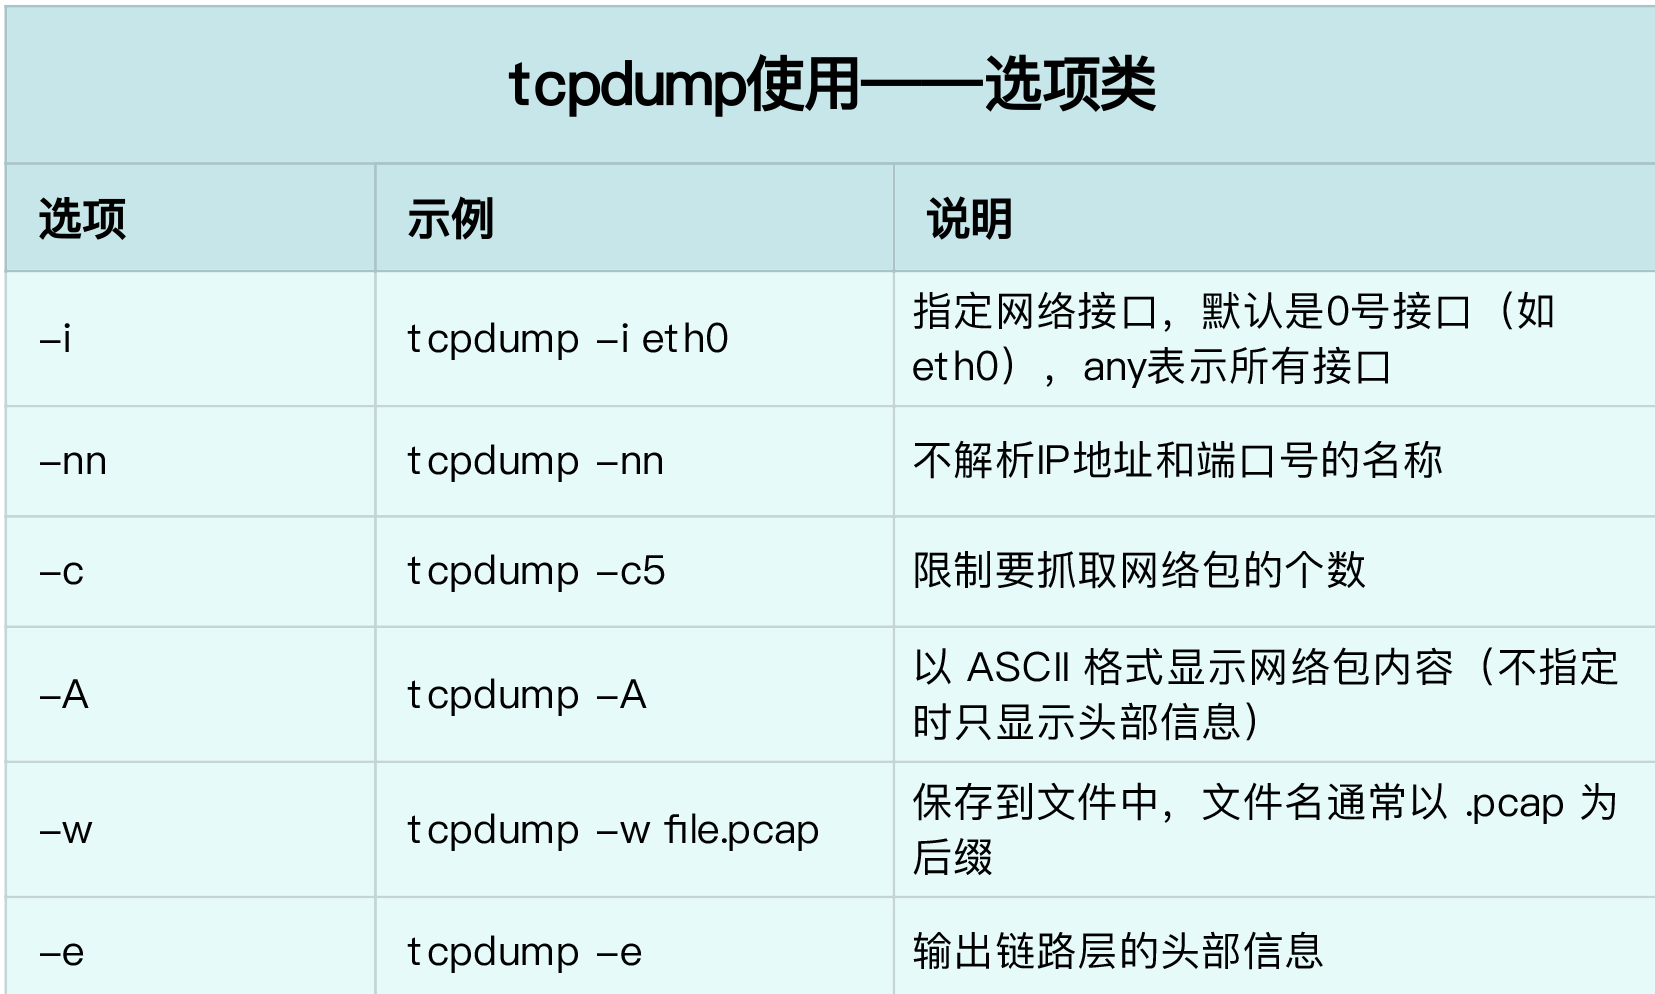 tcpdump使用——选项类
选项 示例 说明
-i tcpdump -i eth0 指定网络接口，默认是0号接口（如
eth0），any表示所有接口
-nn tcpdump -nn 不解析IP地址和端口号的名称
-c tcpdump -c5 限制要抓取网络包的个数
-A tcpdump -A 以 ASCII 格式显示网络包内容（不指定
时只显示头部信息）
-w tcpdump -w file.pcap 保存到文件中，文件名通常以 .pcap 为
后缀
-e tcpdump -e 输出链路层的头部信息